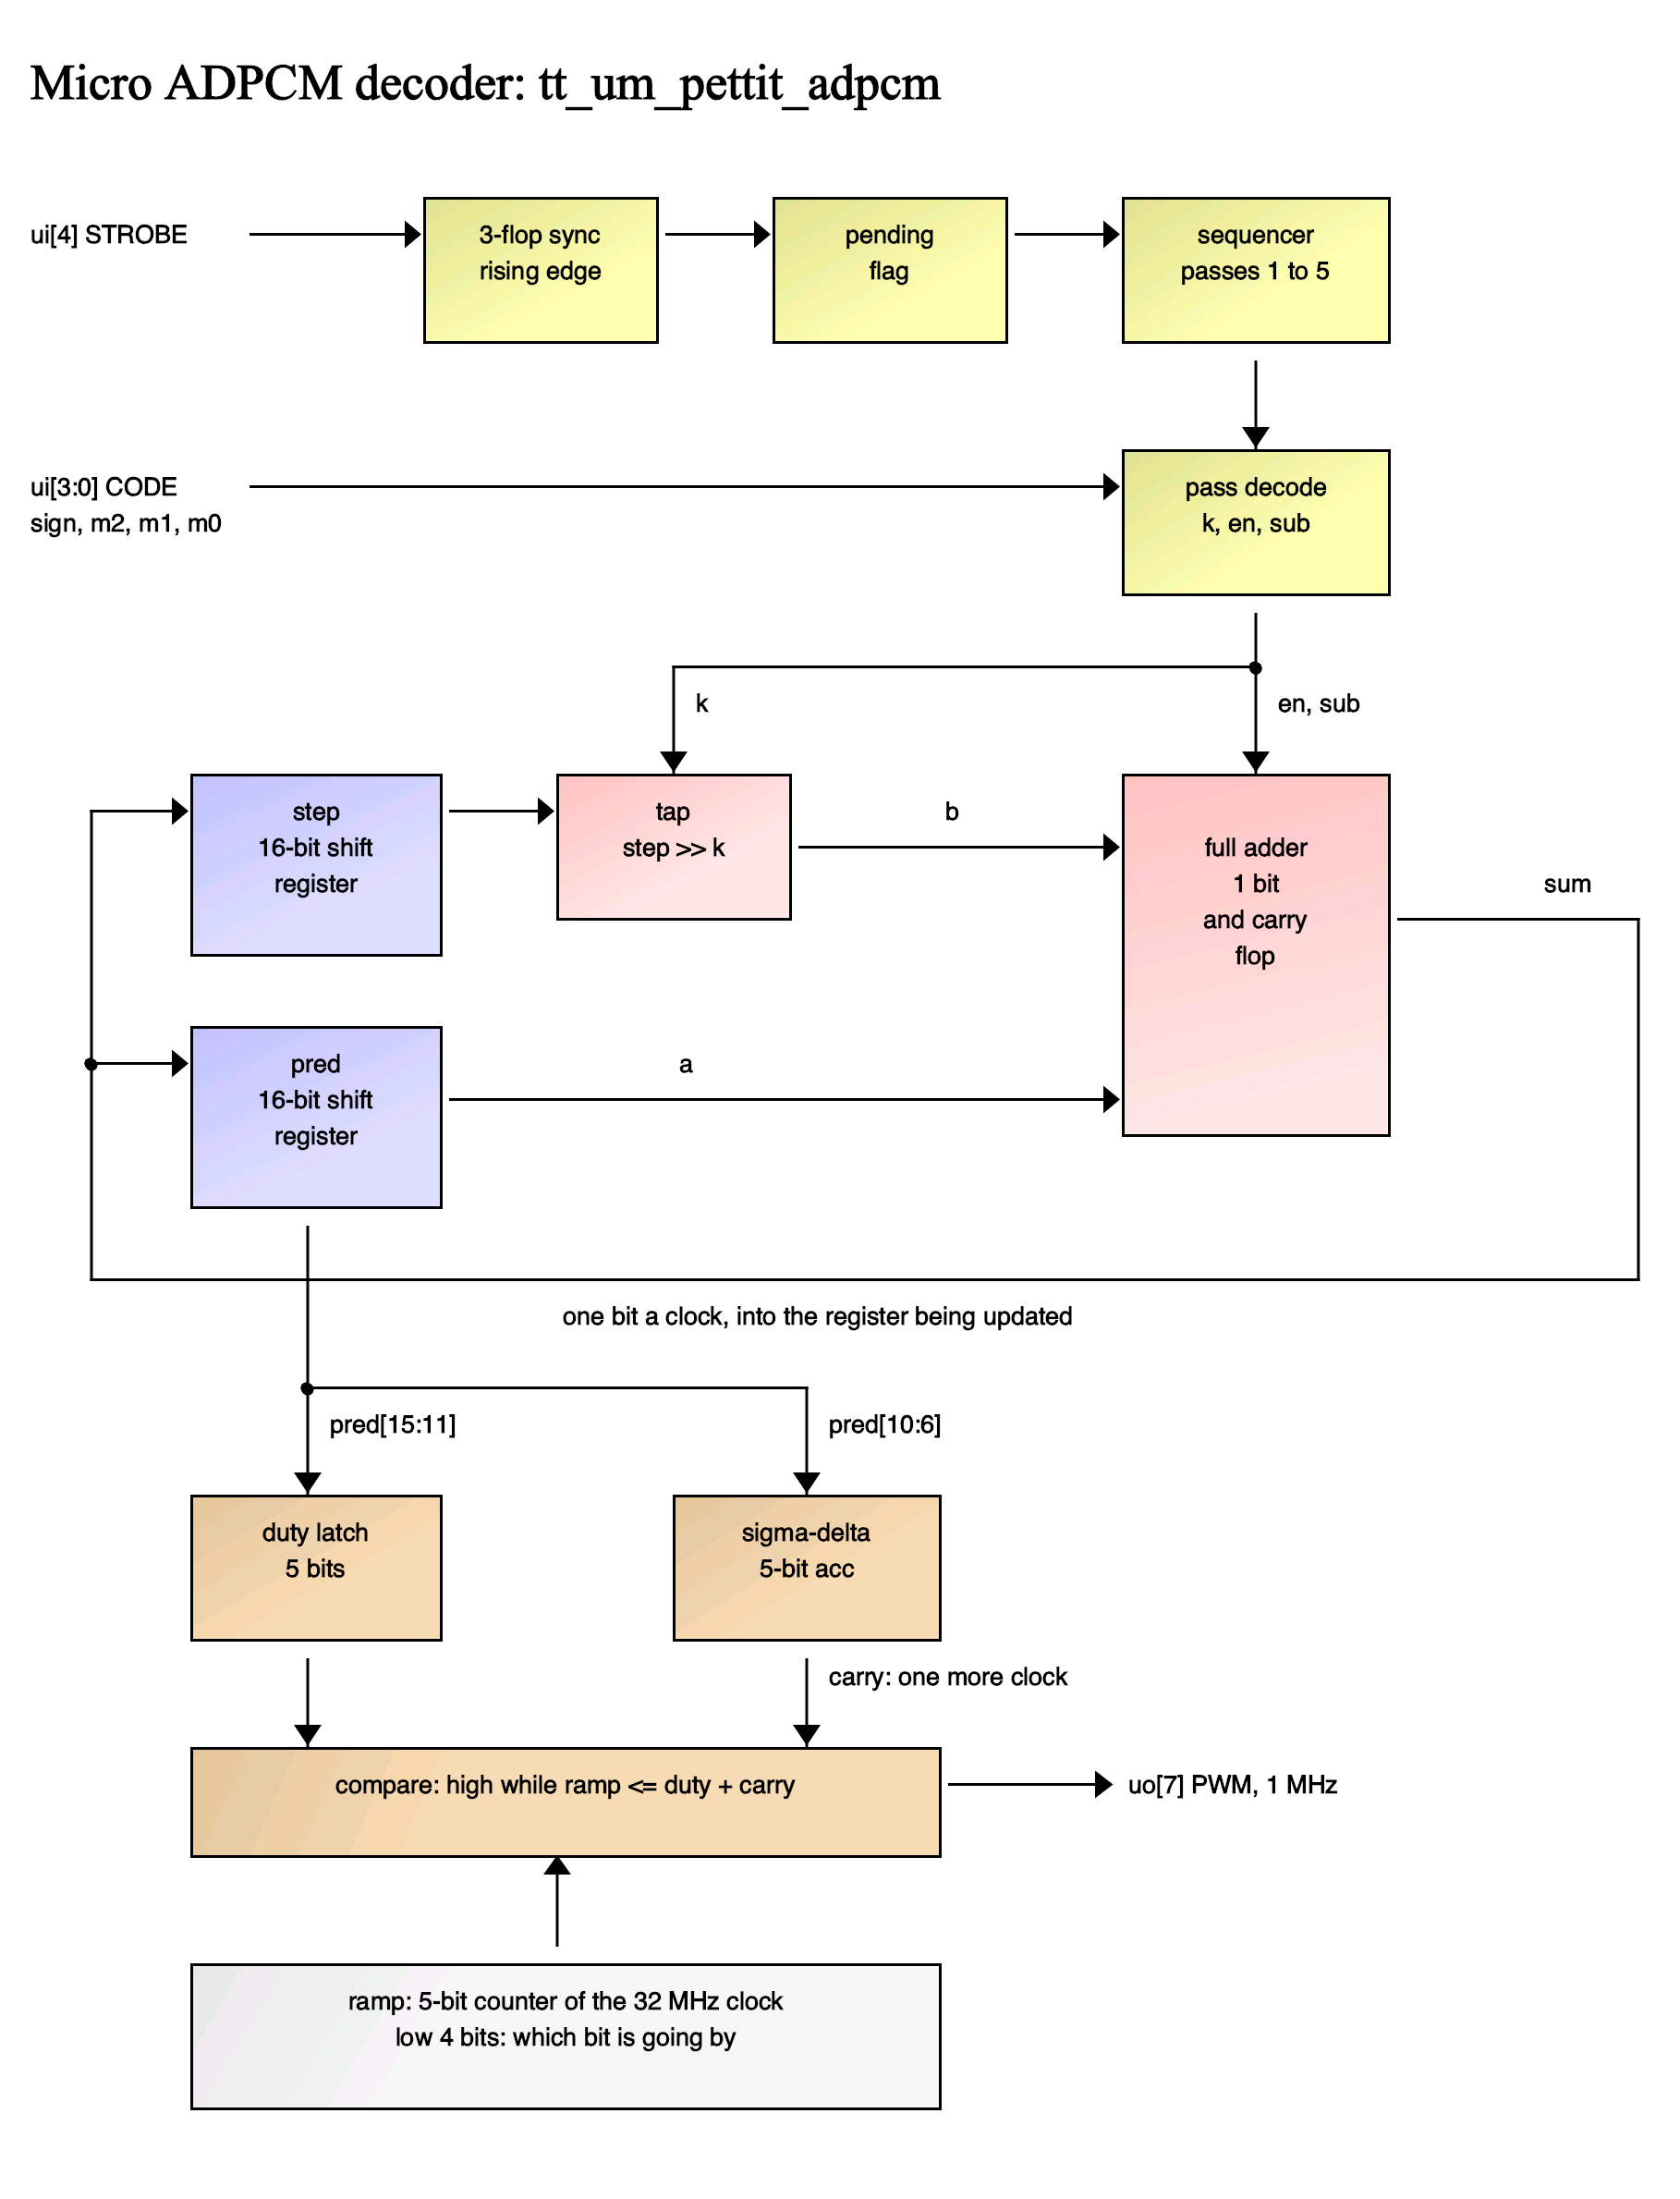 Micro ADPCM decoder: tt_um_pettit_adpcm
ui[4] STROBE
3-flop sync
rising edge
pending
flag
sequencer
passes 1 to 5
ui[3:0] CODE
sign, m2, m1, m0
pass decode
k, en, sub
k
en, sub
step
16-bit shift
register
tap
step >> k
b
full adder
1 bit
and carry
flop
sum
pred
16-bit shift
register
a
one bit a clock, into the register being updated
pred[15:11]
pred[10:6]
duty latch
5 bits
sigma-delta
5-bit acc
carry: one more clock
compare: high while ramp <= duty + carry
uo[7] PWM, 1 MHz
ramp: 5-bit counter of the 32 MHz clock
low 4 bits: which bit is going by